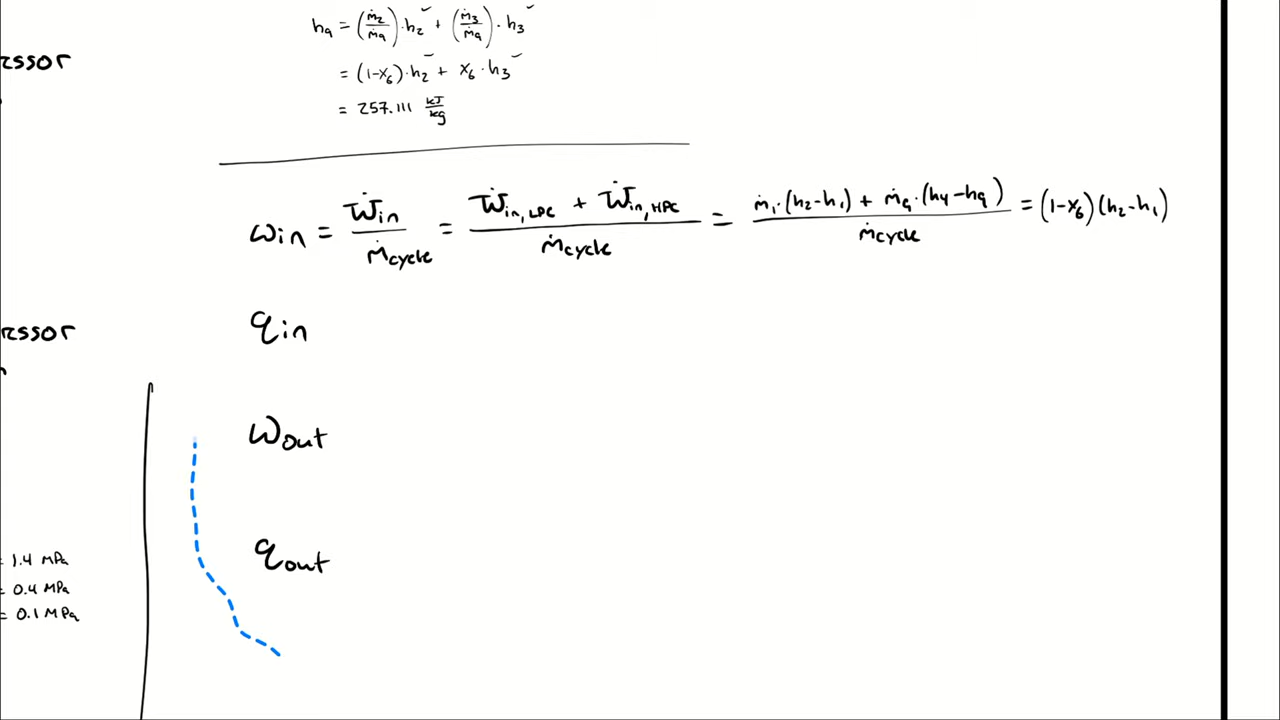 h₉ = (ṁ₂/ṁ₉)·h₂ + (ṁ₃/ṁ₉)·h₃
= (1-x₆)·h₂ + x₆·h₃
= 257.111 kJ/kg
ssor
win = Ẇin/ṁcycle = (Ẇin,LPC + Ẇin,HPC)/ṁcycle = (ṁ₁·(h₂-h₁) + ṁ₉·(h₄-h₉))/ṁcycle = (1-x₆)(h₂-h₁)
qin
ssor
wout
qout
= 1.4 MPa
= 0.4 MPa
= 0.1 MPa